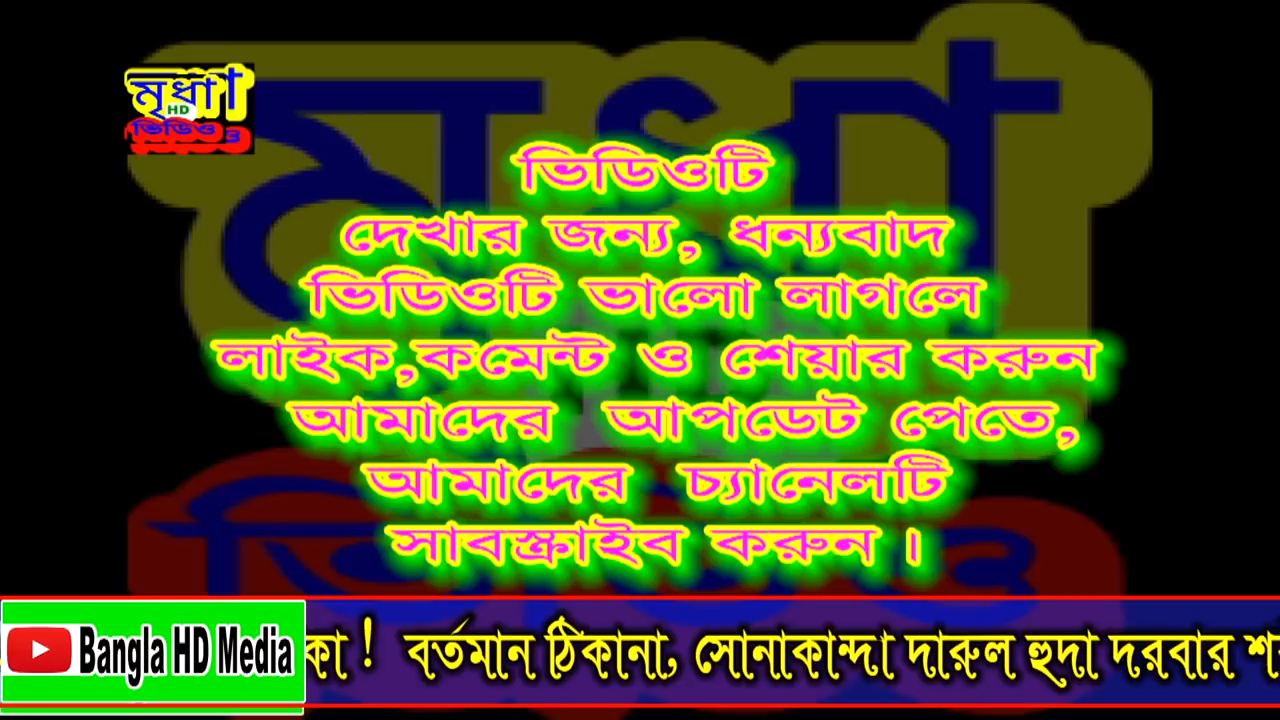 মৃধা
HD
ভিডিও
ভিডিওটি
দেখার জন্য, ধন্যবাদ
ভিডিওটি ভালো লাগলে
লাইক,কমেন্ট ও শেয়ার করুন
আমাদের আপডেট পেতে,
আমাদের চ্যানেলটি
সাবস্ক্রাইব করুন।
Bangla HD Media
কা! বর্তমান ঠিকানা, সোনাকান্দা দারুল হুদা দরবার